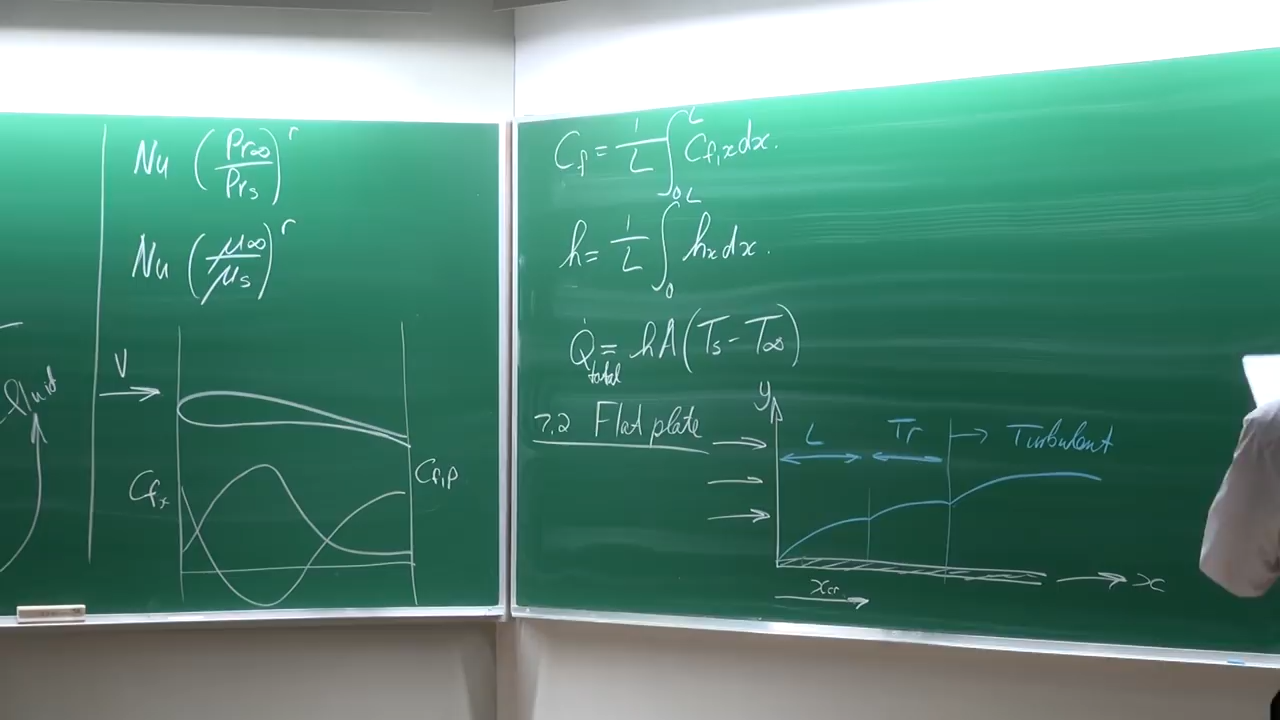 fluid
Nu (Pr∞/Prs)^r
Nu (μ∞/μs)^r
V
Cfx
Cf,p
Cf = 1/L ∫₀ᴸ Cf,x dx.
h = 1/L ∫₀ᴸ hx dx.
Q̇total = hA(Ts - T∞)
7.2 Flat plate
y
L
Tr
Turbulent
xcr
x